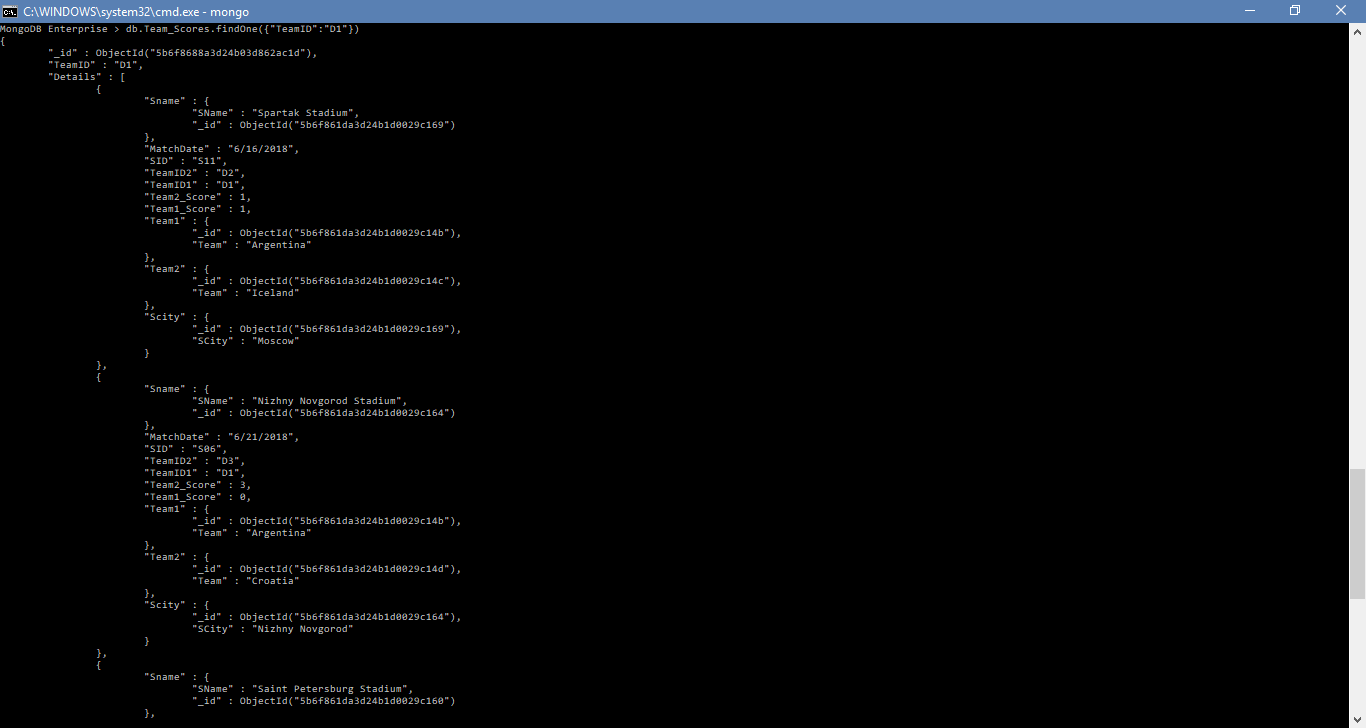 C:\WINDOWS\system32\cmd.exe - mongo
MongoDB Enterprise > db.Team_Scores.findOne({"TeamID":"D1"})
{
"_id" : ObjectId("5b6f8688a3d24b03d862ac1d"),
"TeamID" : "D1",
"Details" : [
{
"Sname" : {
"SName" : "Spartak Stadium",
"_id" : ObjectId("5b6f861da3d24b1d0029c169")
},
"MatchDate" : "6/16/2018",
"SID" : "S11",
"TeamID2" : "D2",
"TeamID1" : "D1",
"Team2_Score" : 1,
"Team1_Score" : 1,
"Team1" : {
"_id" : ObjectId("5b6f861da3d24b1d0029c14b"),
"Team" : "Argentina"
},
"Team2" : {
"_id" : ObjectId("5b6f861da3d24b1d0029c14c"),
"Team" : "Iceland"
},
"Scity" : {
"_id" : ObjectId("5b6f861da3d24b1d0029c169"),
"SCity" : "Moscow"
}
},
{
"Sname" : {
"SName" : "Nizhny Novgorod Stadium",
"_id" : ObjectId("5b6f861da3d24b1d0029c164")
},
"MatchDate" : "6/21/2018",
"SID" : "S06",
"TeamID2" : "D3",
"TeamID1" : "D1",
"Team2_Score" : 3,
"Team1_Score" : 0,
"Team1" : {
"_id" : ObjectId("5b6f861da3d24b1d0029c14b"),
"Team" : "Argentina"
},
"Team2" : {
"_id" : ObjectId("5b6f861da3d24b1d0029c14d"),
"Team" : "Croatia"
},
"Scity" : {
"_id" : ObjectId("5b6f861da3d24b1d0029c164"),
"SCity" : "Nizhny Novgorod"
}
},
{
"Sname" : {
"SName" : "Saint Petersburg Stadium",
"_id" : ObjectId("5b6f861da3d24b1d0029c160")
},